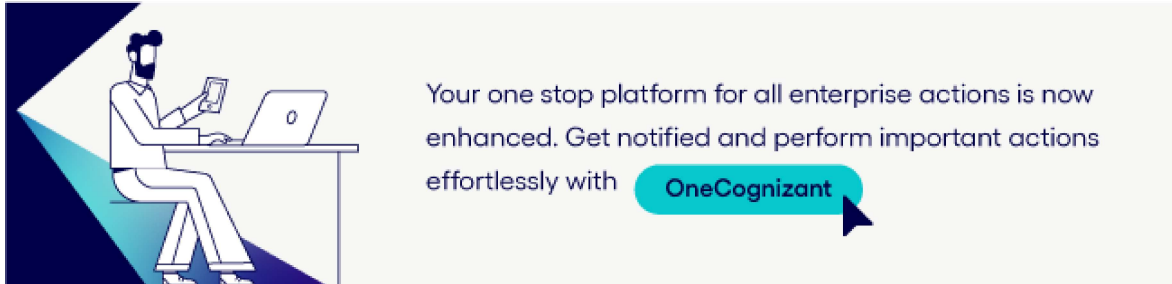 Your one stop platform for all enterprise actions is now
enhanced. Get notified and perform important actions
effortlessly with OneCognizant